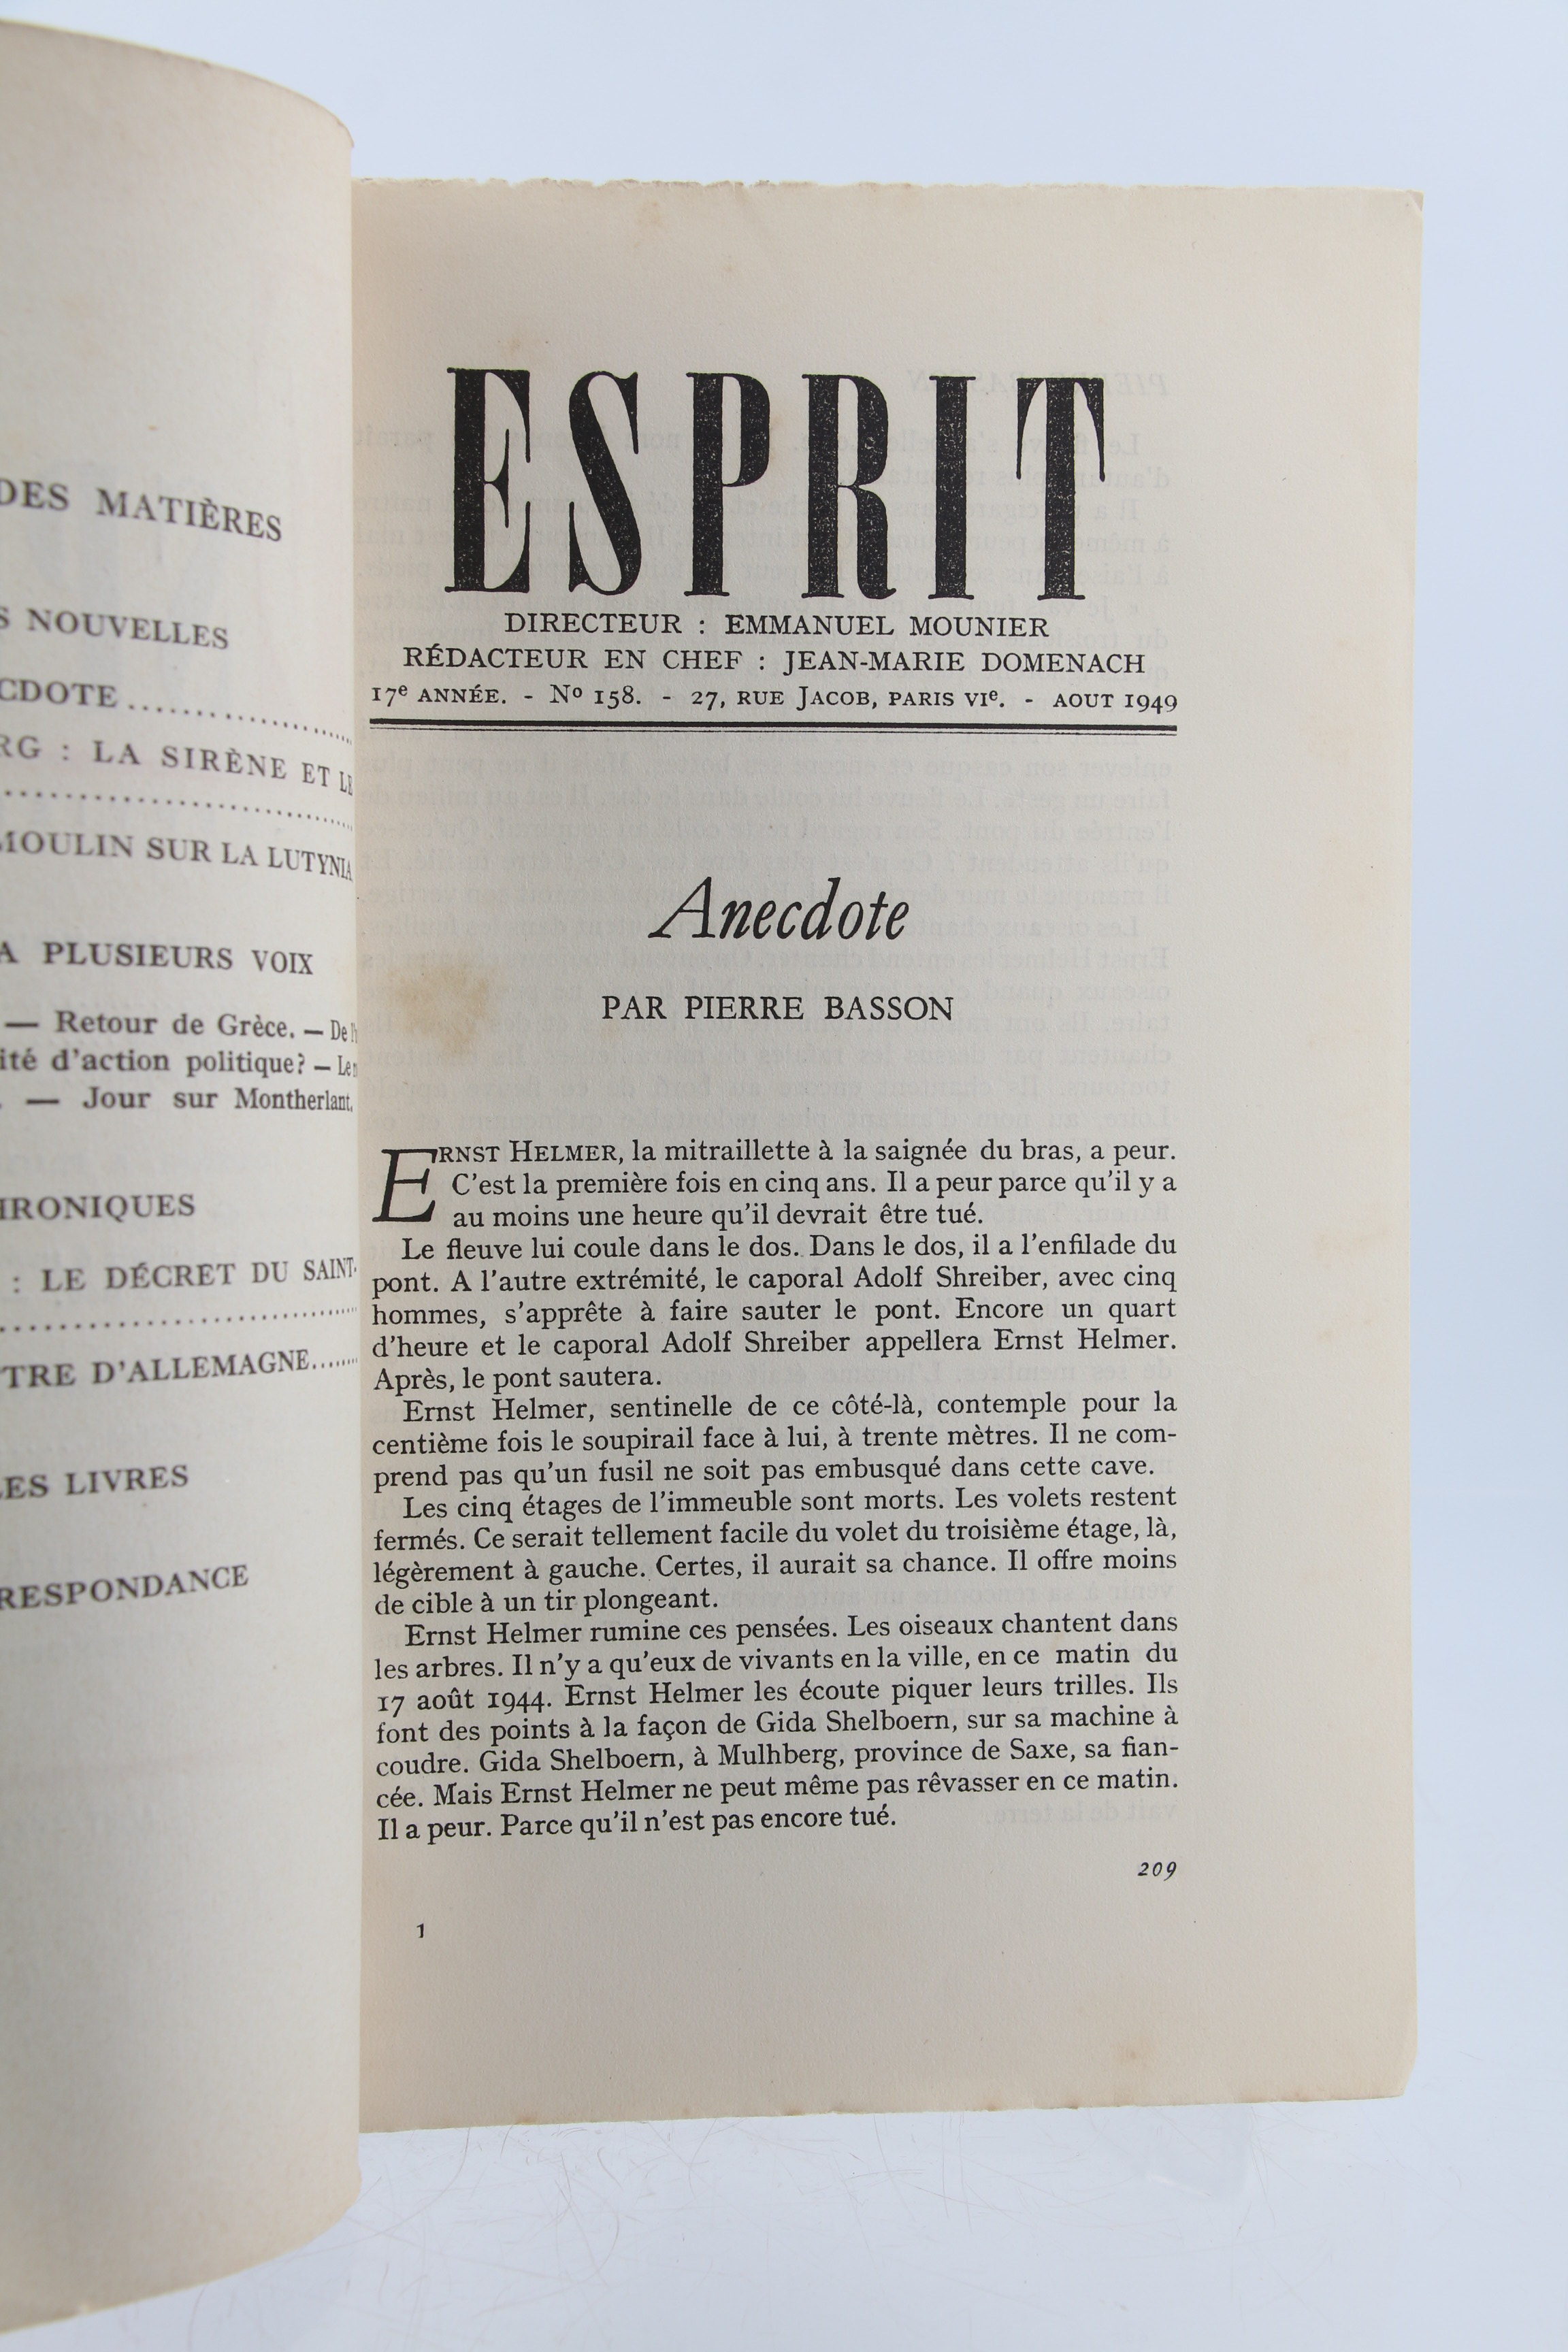 DES MATIÈRES
NOUVELLES
ET
: LA SIRÈNE ET
MOULIN SUR LA LUTYNIA
A PLUSIEURS VOIX
— Retour de Grèce. — De
d'action politique? — Le
. — Jour sur Montherlant.
: LE DÉCRET DU SAINT-
D'ALLEMAGNE........
LIVRES
ESPRIT
DIRECTEUR : EMMANUEL MOUNIER
RÉDACTEUR EN CHEF : JEAN-MARIE DOMENACH
17e ANNÉE. - No 158. - 27, RUE JACOB, PARIS VIe. - AOUT 1949
Anecdote
PAR PIERRE BASSON
ERNST HELMER, la mitraillette à la saignée du bras, a peur.
C'est la première fois en cinq ans. Il a peur parce qu'il y a
au moins une heure qu'il devrait être tué.
Le fleuve lui coule dans le dos. Dans le dos, il a l'enfilade du
pont. A l'autre extrémité, le caporal Adolf Shreiber, avec cinq
hommes, s'apprête à faire sauter le pont. Encore un quart
d'heure et le caporal Adolf Shreiber appellera Ernst Helmer.
Après, le pont sautera.
Ernst Helmer, sentinelle de ce côté-là, contemple pour la
centième fois le soupirail face à lui, à trente mètres. Il ne com-
prend pas qu'un fusil ne soit pas embusqué dans cette cave.
Les cinq étages de l'immeuble sont morts. Les volets restent
fermés. Ce serait tellement facile du volet du troisième étage, là,
légèrement à gauche. Certes, il aurait sa chance. Il offre moins
de cible à un tir plongeant.
Ernst Helmer rumine ces pensées. Les oiseaux chantent dans
les arbres. Il n'y a qu'eux de vivants en la ville, en ce matin du
17 août 1944. Ernst Helmer les écoute piquer leurs trilles. Ils
font des points à la façon de Gida Shelboern, sur sa machine à
coudre. Gida Shelboern, à Mulhberg, province de Saxe, sa fian-
cée. Mais Ernst Helmer ne peut même pas rêvasser en ce matin.
Il a peur. Parce qu'il n'est pas encore tué.
209
1